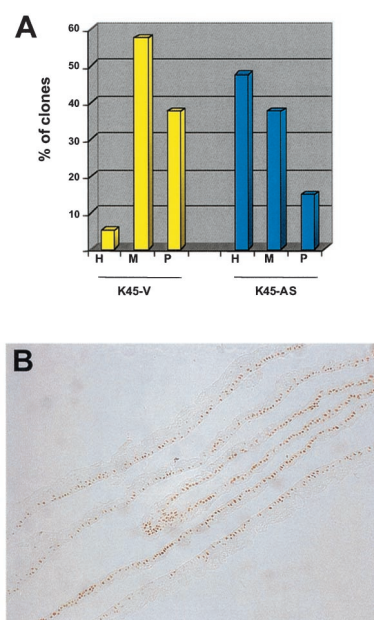 A
% of clones
60
50
40
30
20
10
H M P H M P
K45-V K45-AS
B